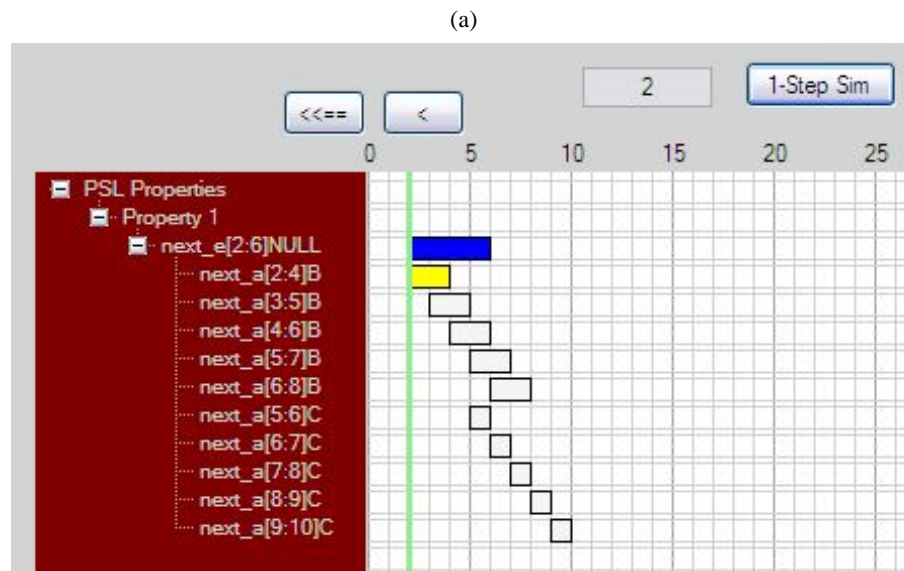 (a)
2 1-Step Sim
<<== <
0 5 10 15 20 25
PSL Properties
Property 1
next_e[2:6]NULL
next_a[2:4]B
next_a[3:5]B
next_a[4:6]B
next_a[5:7]B
next_a[6:8]B
next_a[5:6]C
next_a[6:7]C
next_a[7:8]C
next_a[8:9]C
next_a[9:10]C